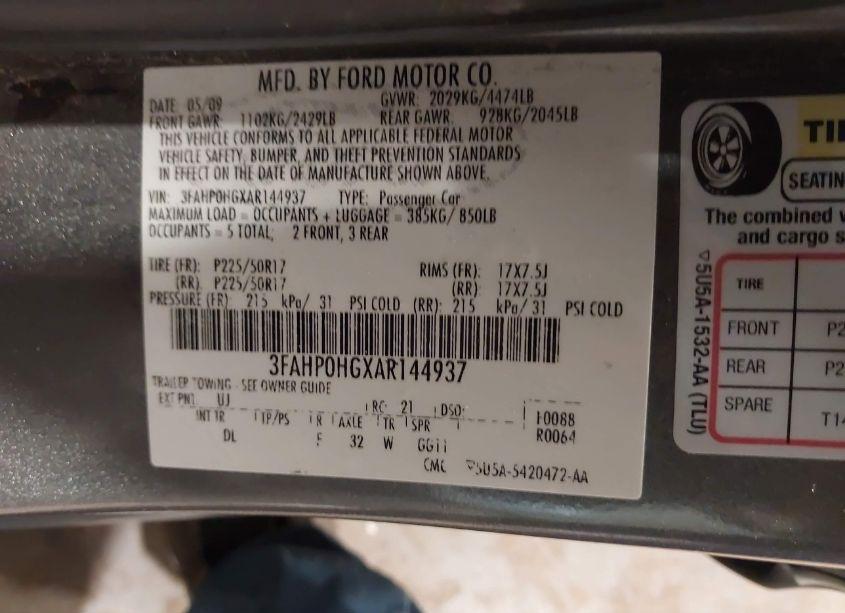 MFD. BY FORD MOTOR CO.
DATE: 05/09 GVWR: 2029KG/4474LB
FRONT GAWR: 1102KG/2429LB REAR GAWR: 928KG/2045LB
THIS VEHICLE CONFORMS TO ALL APPLICABLE FEDERAL MOTOR
VEHICLE SAFETY, BUMPER, AND THEFT PREVENTION STANDARDS
IN EFFECT ON THE DATE OF MANUFACTURE SHOWN ABOVE.
VIN: 3FAHP0HGXAR144937 TYPE: Passenger Car
MAXIMUM LOAD = OCCUPANTS + LUGGAGE = 385KG/ 850LB
OCCUPANTS = 5 TOTAL; 2 FRONT, 3 REAR
TIRE (FR): P225/50R17 RIMS (FR): 17X7.5J
(RR): P225/50R17 (RR): 17X7.5J
PRESSURE (FR) 215 kPa/ 31 PSI COLD (RR): 215 kPa/ 31 PSI COLD
3FAHP0HGXAR144937
TRAILER TOWING - SEE OWNER GUIDE
EXT PNT: UJ RC: 21 DSO: F0088
INT TR TP/PS R AXLE TR SPR R0064
DL 32 W GG11
CMC ▽5U5A-5420472-AA
TI
SEATIN
The combined
and cargo s
▽5U5A-1532-AA (TLU)
TIRE
FRONT P2
REAR P2
SPARE T1